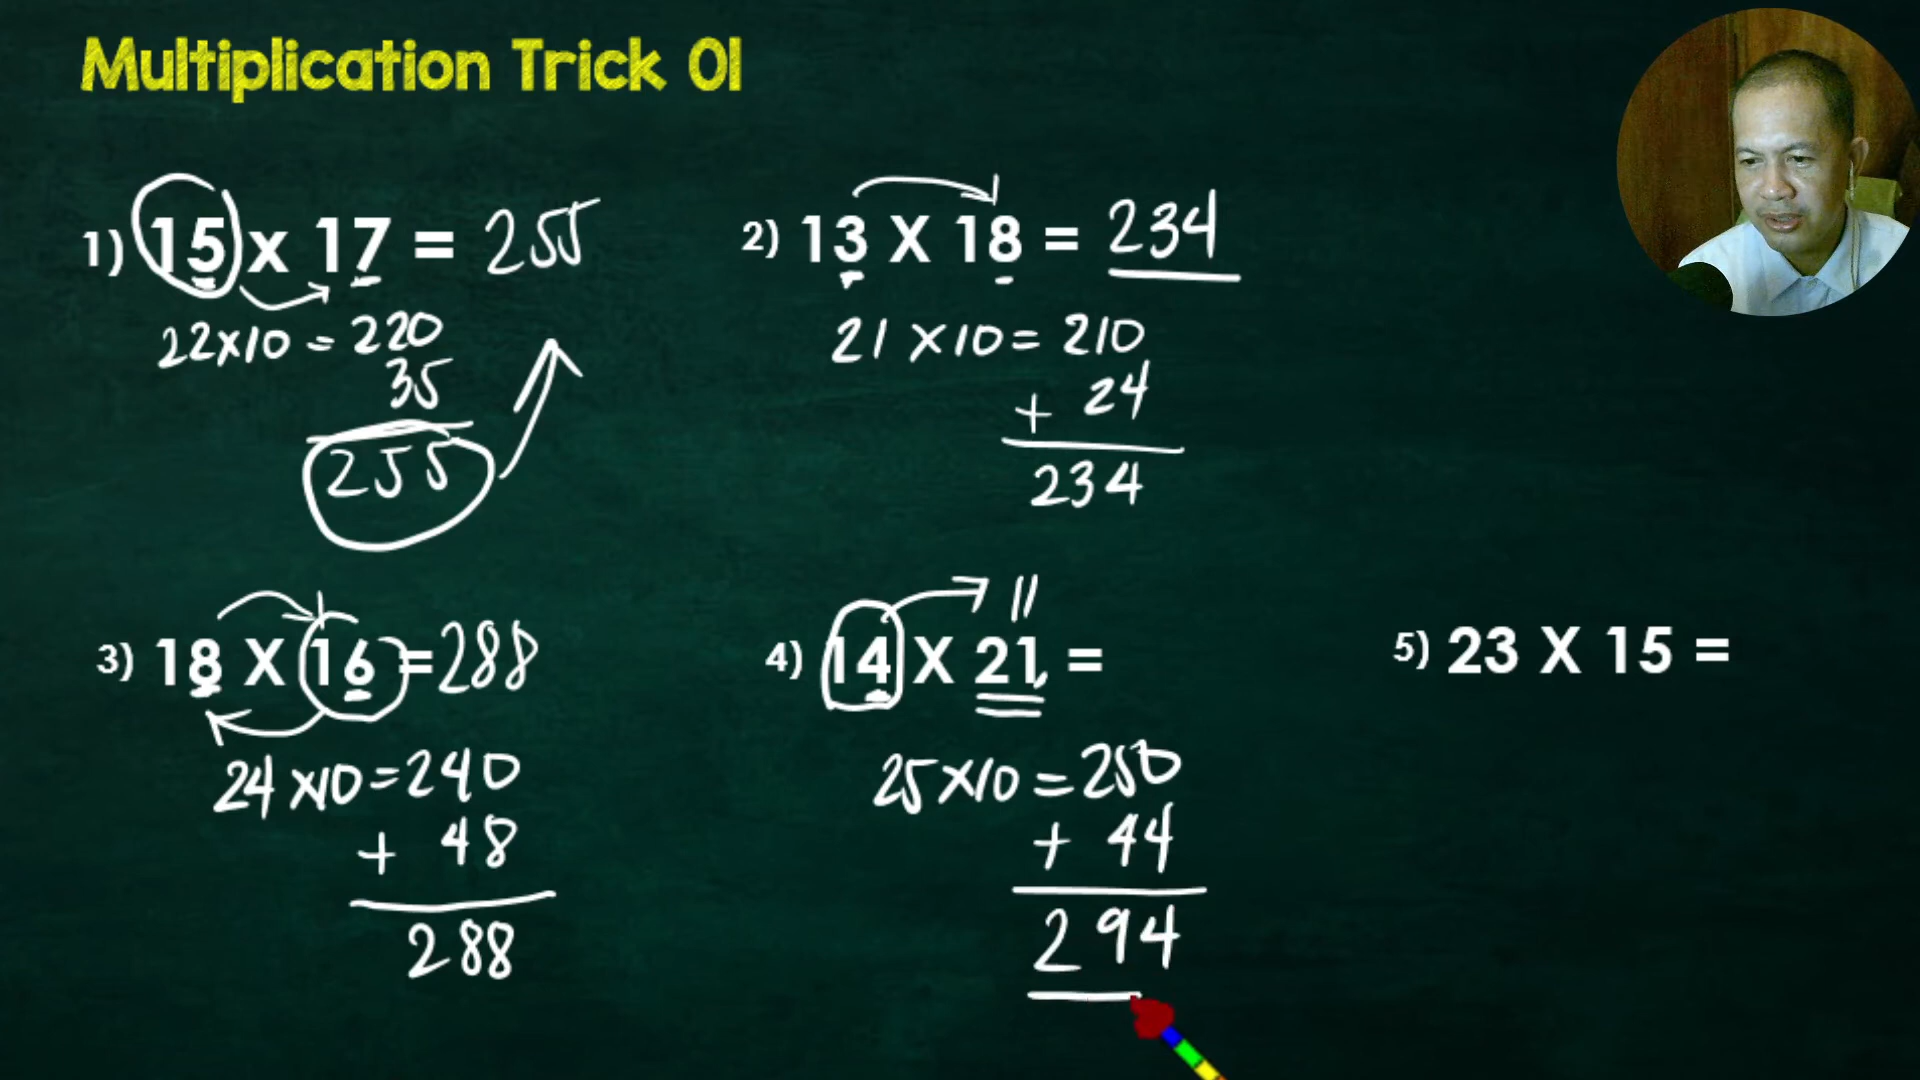 Multiplication Trick 01
1) 15 x 17 = 255
22x10 = 220
35
255
2) 13 X 18 = 234
21 x10 = 210
+ 24
234
3) 18 X 16 = 288
24 x10 = 240
+ 48
288
11
4) 14 X 21 =
25x10 = 250
+ 44
294
5) 23 X 15 =